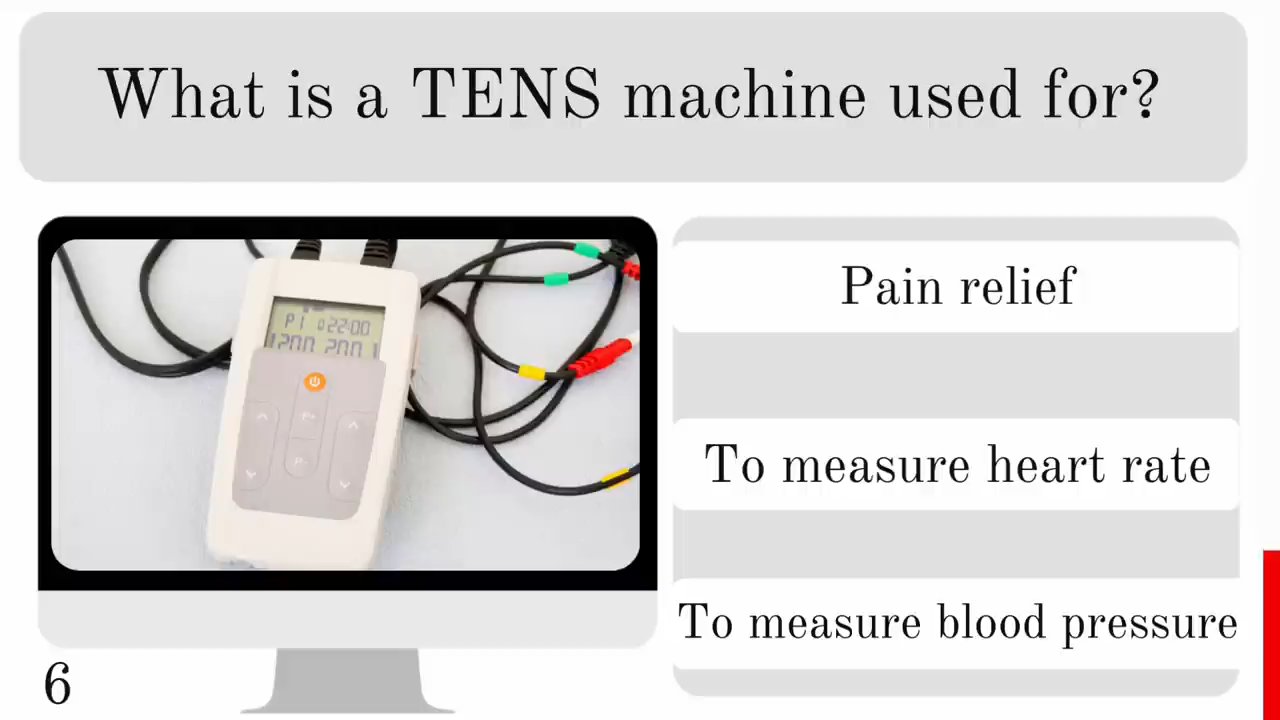 What is a TENS machine used for?
P1 022:00
200 200
Pain relief
To measure heart rate
To measure blood pressure
6